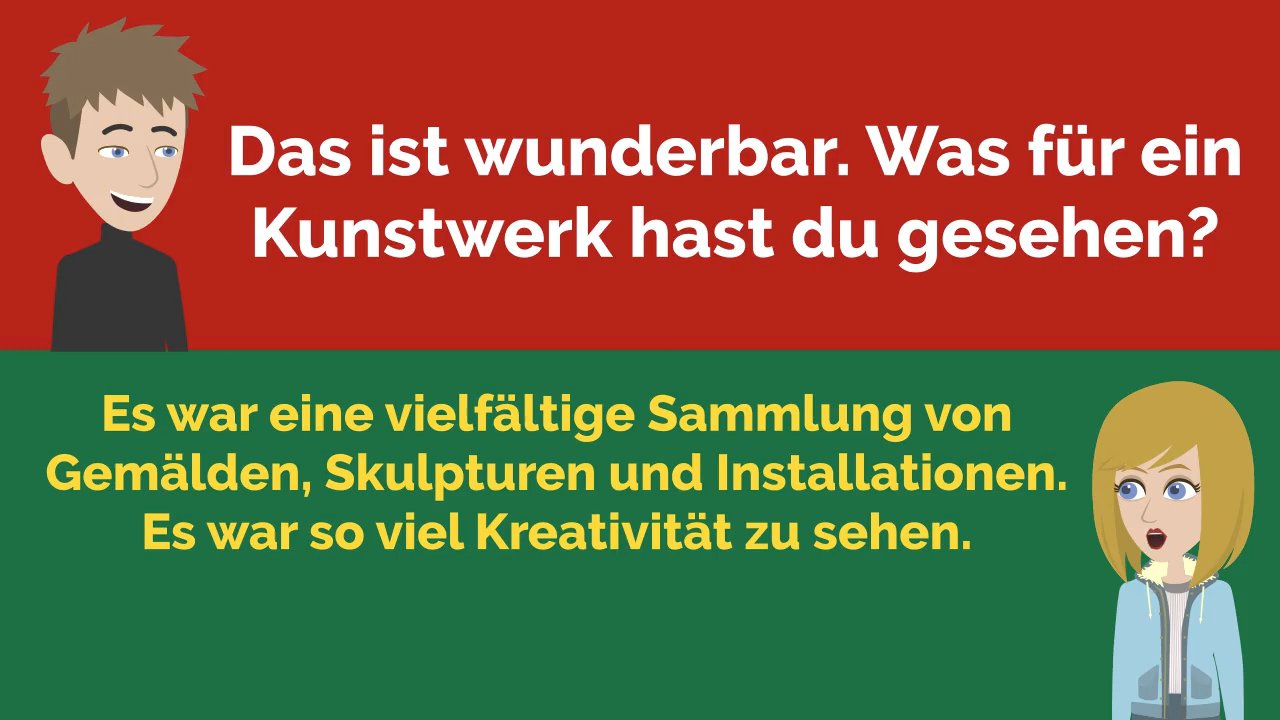 Das ist wunderbar. Was für ein
Kunstwerk hast du gesehen?
Es war eine vielfältige Sammlung von
Gemälden, Skulpturen und Installationen.
Es war so viel Kreativität zu sehen.